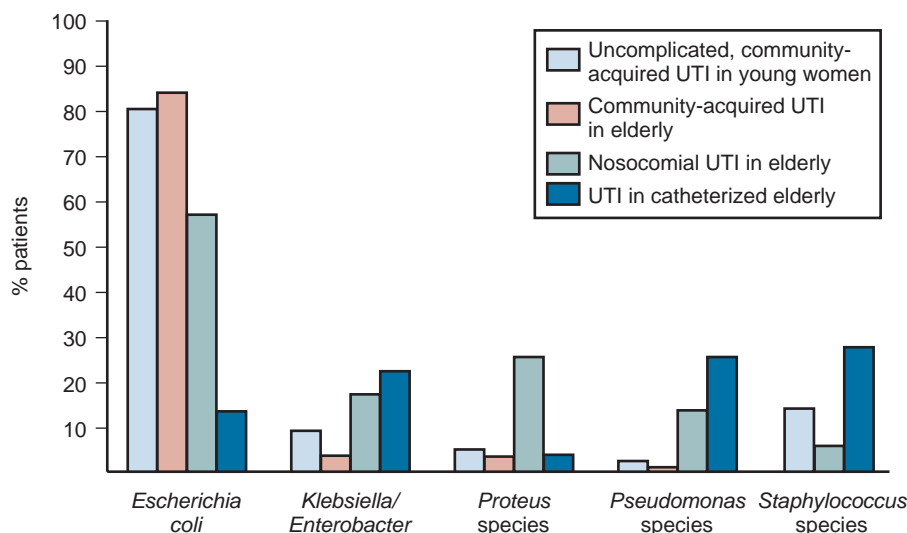 100
90
80
70
60
50
40
30
20
10
% patients
Uncomplicated, community-
acquired UTI in young women
Community-acquired UTI
in elderly
Nosocomial UTI in elderly
UTI in catheterized elderly
Escherichia
coli
Klebsiella/
Enterobacter
Proteus
species
Pseudomonas
species
Staphylococcus
species